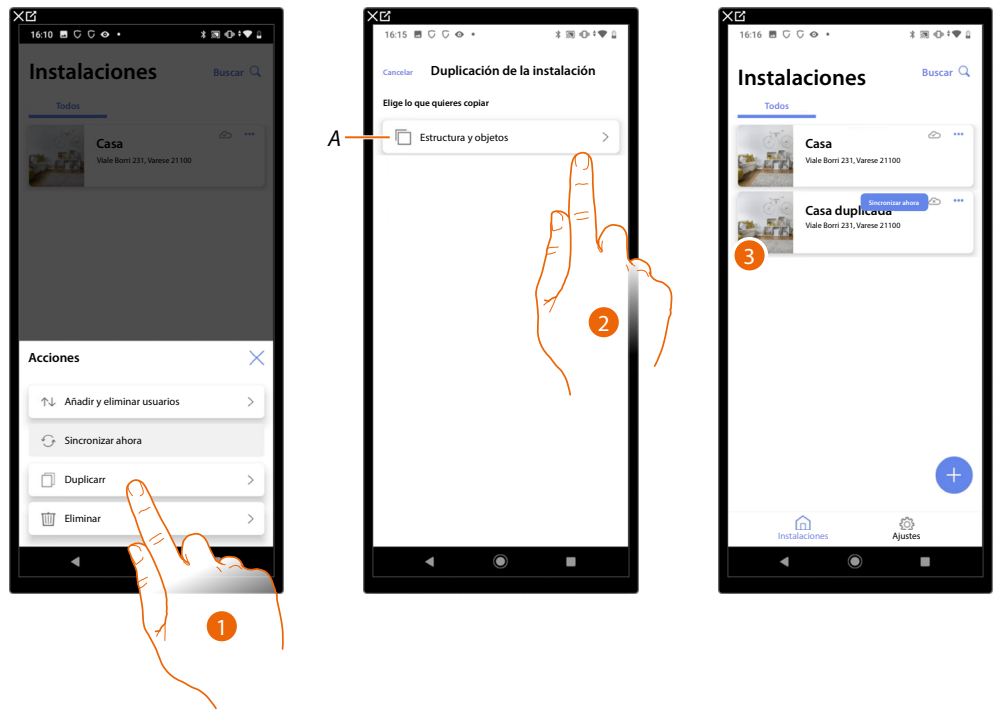 16:10
Instalaciones
Buscar
Todos
Casa
Viale Borri 231, Varese 21100
Acciones
Añadir y eliminar usuarios
Sincronizar ahora
Duplicarr
Eliminar
1
16:15
Cancelar Duplicación de la instalación
Elige lo que quieres copiar
A
Estructura y objetos
2
16:16
Instalaciones
Buscar
Todos
Casa
Viale Borri 231, Varese 21100
Sincronizar ahora
Casa duplicada
Viale Borri 231, Varese 21100
3
Instalaciones
Ajustes